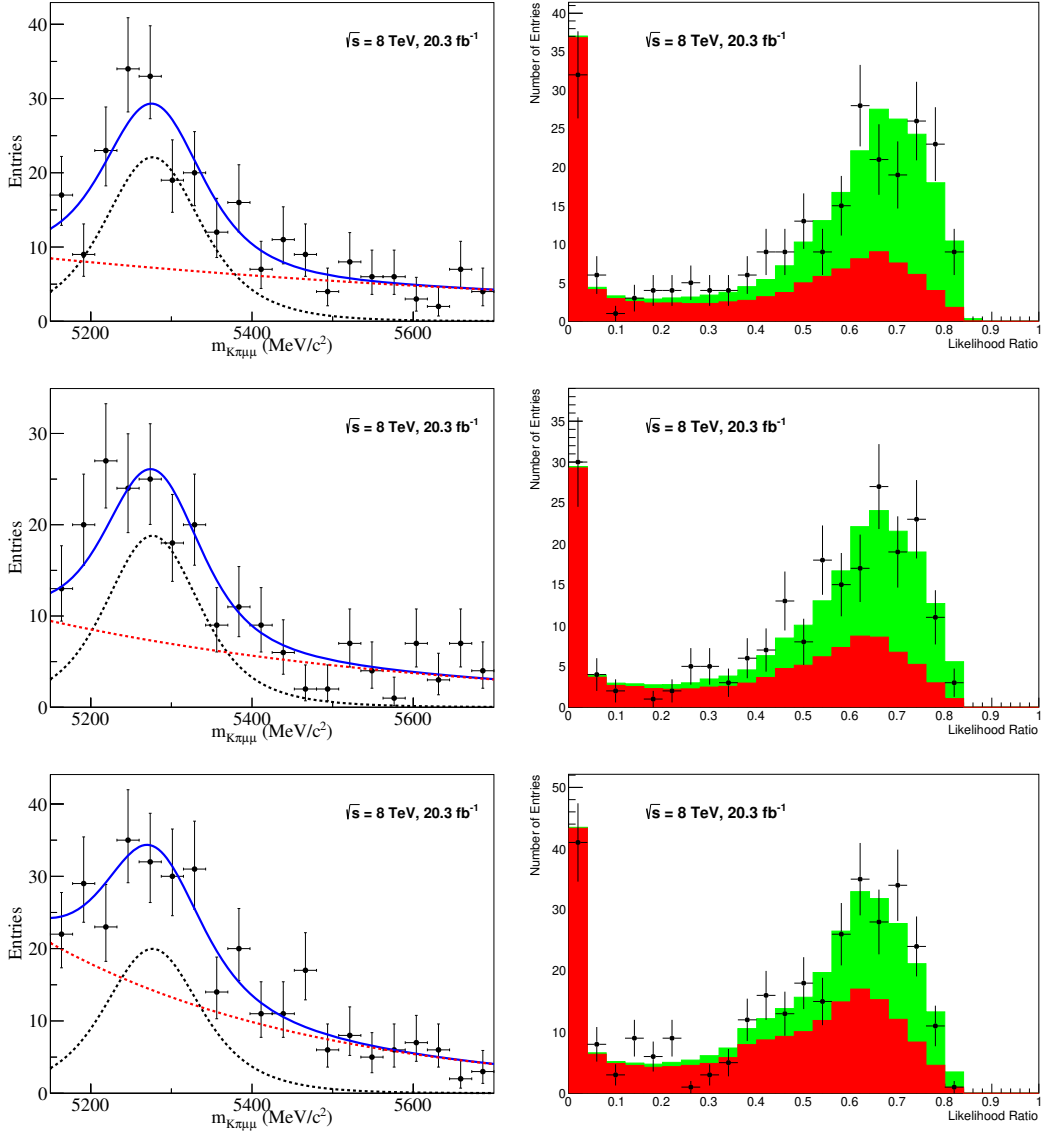 Entries
40
30
20
10
0
√s = 8 TeV, 20.3 fb⁻¹
5200 5400 5600
m_Kπμμ (MeV/c²)
Number of Entries
40
35
30
25
20
15
10
5
0
√s = 8 TeV, 20.3 fb⁻¹
0 0.1 0.2 0.3 0.4 0.5 0.6 0.7 0.8 0.9 1
Likelihood Ratio
Entries
30
20
10
0
√s = 8 TeV, 20.3 fb⁻¹
5200 5400 5600
m_Kπμμ (MeV/c²)
Number of Entries
35
30
25
20
15
10
5
0
√s = 8 TeV, 20.3 fb⁻¹
0 0.1 0.2 0.3 0.4 0.5 0.6 0.7 0.8 0.9 1
Likelihood Ratio
Entries
40
30
20
10
0
√s = 8 TeV, 20.3 fb⁻¹
5200 5400 5600
m_Kπμμ (MeV/c²)
Number of Entries
50
40
30
20
10
0
√s = 8 TeV, 20.3 fb⁻¹
0 0.1 0.2 0.3 0.4 0.5 0.6 0.7 0.8 0.9 1
Likelihood Ratio